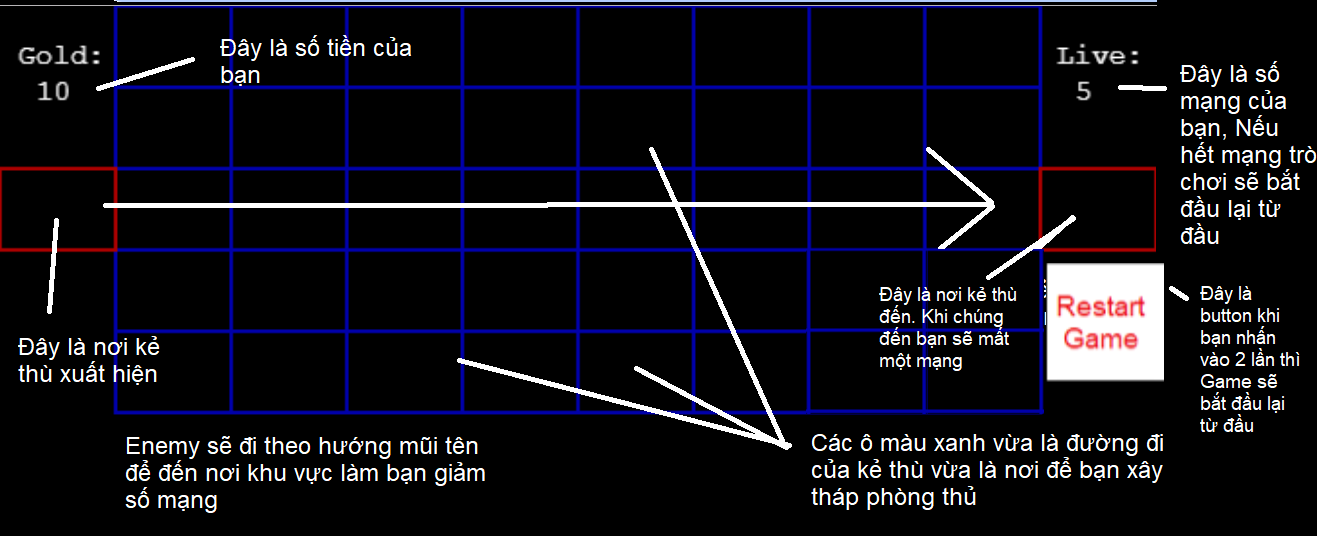 Gold:
10
Đây là số tiền của
bạn
Live:
5
Đây là số
mạng của
bạn, Nếu
hết mạng trò
chơi sẽ bắt
đầu lại từ
đầu
Đây là nơi kẻ
thù xuất hiện
Đây là nơi kẻ thù
đến. Khi chúng
đến bạn sẽ mất
một mạng
Restart
Game
Đây là
button khi
bạn nhấn
vào 2 lần thì
Game sẽ
bắt đầu lại
từ đầu
Enemy sẽ đi theo hướng mũi tên
để đến nơi khu vực làm bạn giảm
số mạng
Các ô màu xanh vừa là đường đi
của kẻ thù vừa là nơi để bạn xây
tháp phòng thủ